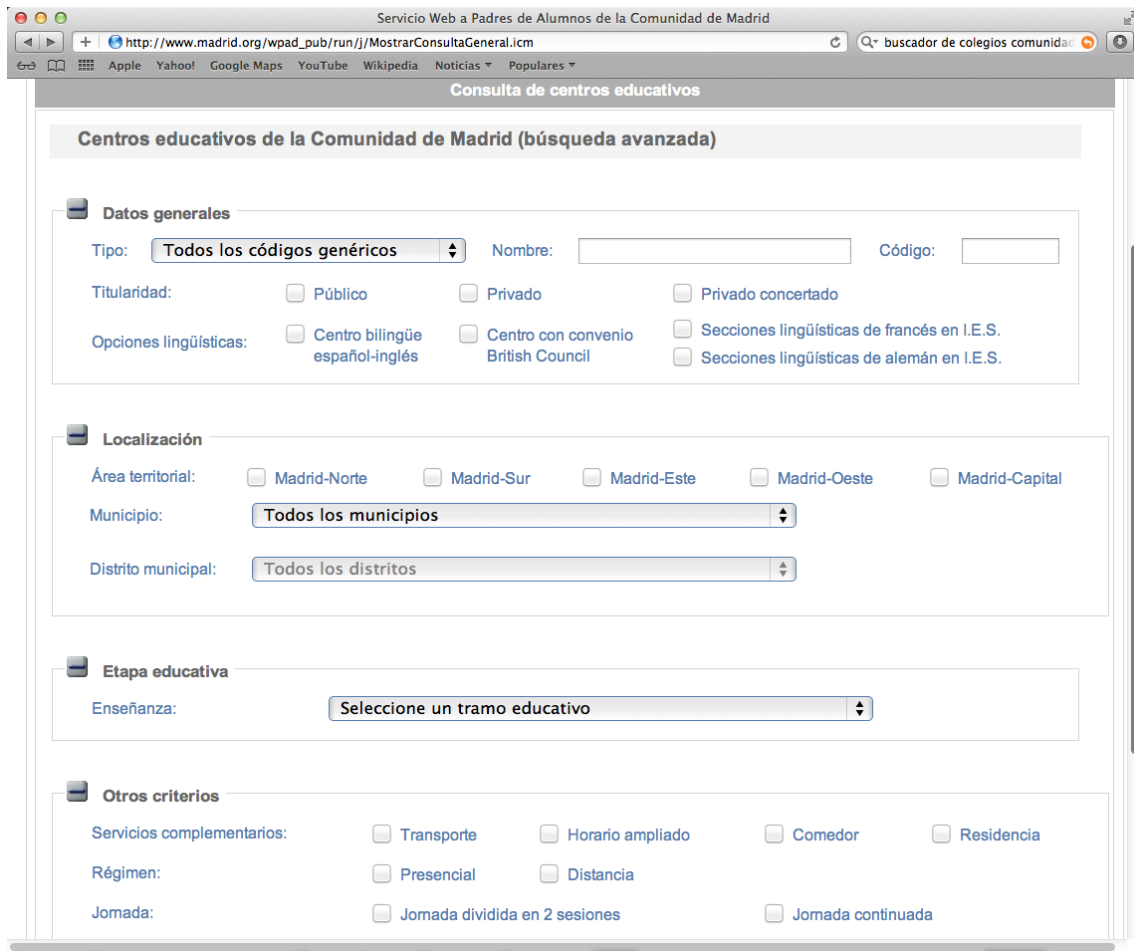 Servicio Web a Padres de Alumnos de la Comunidad de Madrid
http://www.madrid.org/wpad_pub/run/j/MostrarConsultaGeneral.icm
buscador de colegios comunidad
Apple Yahoo! Google Maps YouTube Wikipedia Noticias Populares
Consulta de centros educativos
Centros educativos de la Comunidad de Madrid (búsqueda avanzada)
Datos generales
Tipo: Todos los códigos genéricos Nombre: Código:
Titularidad: Público Privado Privado concertado
Opciones lingüísticas: Centro bilingüe español-inglés Centro con convenio British Council Secciones lingüísticas de francés en I.E.S.
Secciones lingüísticas de alemán en I.E.S.
Localización
Área territorial: Madrid-Norte Madrid-Sur Madrid-Este Madrid-Oeste Madrid-Capital
Municipio: Todos los municipios
Distrito municipal: Todos los distritos
Etapa educativa
Enseñanza: Seleccione un tramo educativo
Otros criterios
Servicios complementarios: Transporte Horario ampliado Comedor Residencia
Régimen: Presencial Distancia
Jornada: Jornada dividida en 2 sesiones Jornada continuada